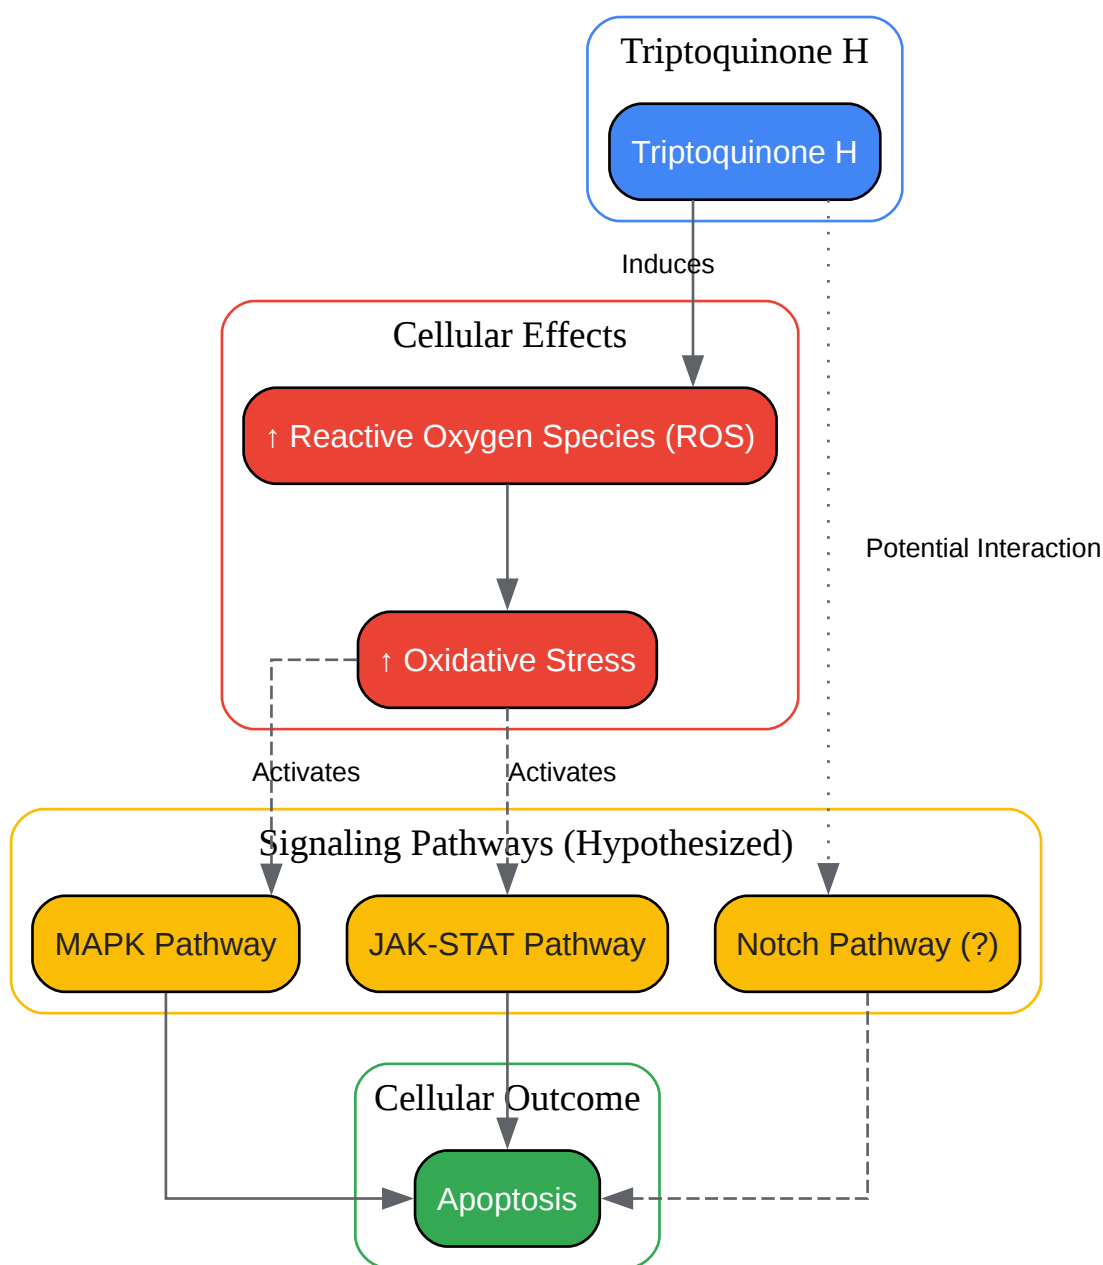 Triptoquinone H
Triptoquinone H
Induces
Cellular Effects
↑ Reactive Oxygen Species (ROS)
Potential Interaction
↑ Oxidative Stress
Activates
Activates
Signaling Pathways (Hypothesized)
MAPK Pathway
JAK-STAT Pathway
Notch Pathway (?)
Cellular Outcome
Apoptosis